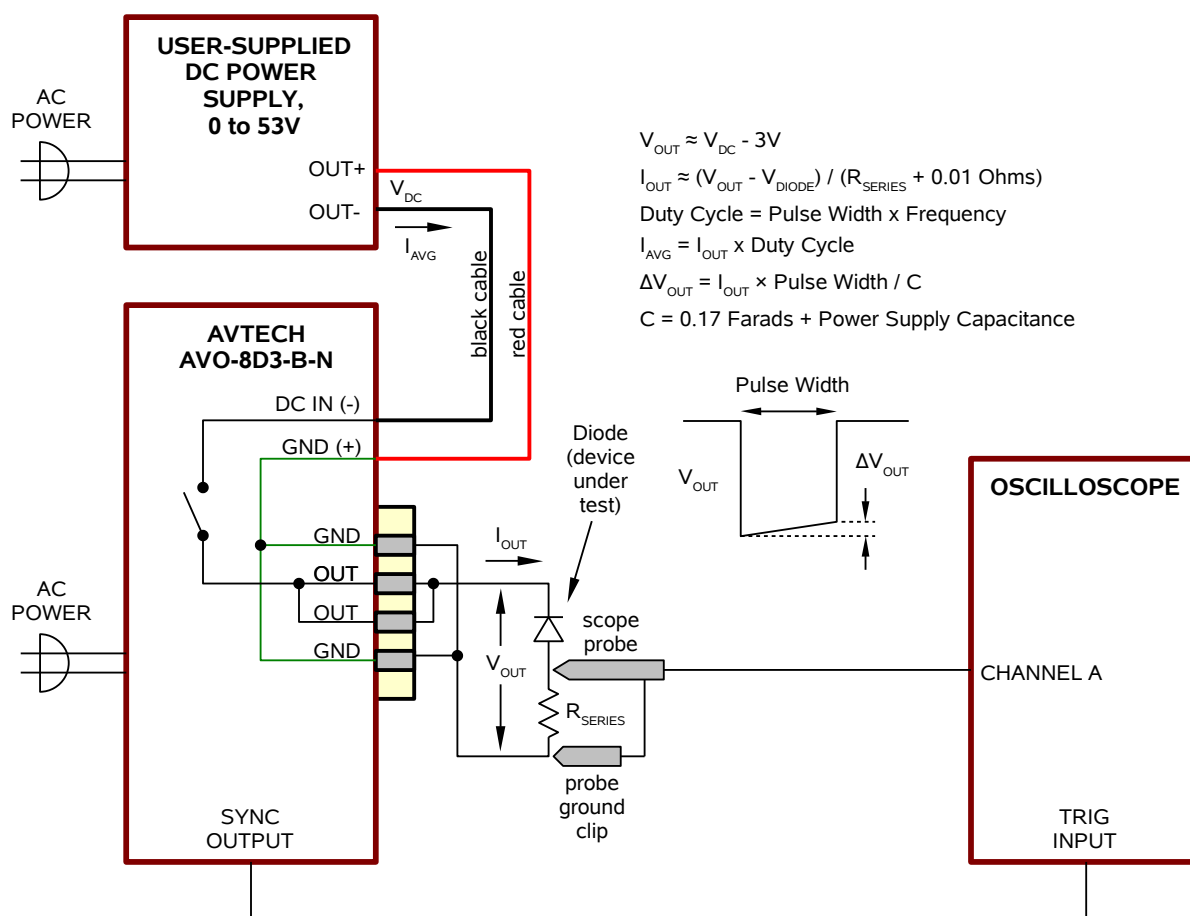 USER-SUPPLIED
DC POWER
SUPPLY,
0 to 53V
AC
POWER
OUT+
OUT-
V_DC
I_AVG
black cable
red cable
V_OUT ≈ V_DC - 3V
I_OUT ≈ (V_OUT - V_DIODE) / (R_SERIES + 0.01 Ohms)
Duty Cycle = Pulse Width x Frequency
I_AVG = I_OUT x Duty Cycle
ΔV_OUT = I_OUT × Pulse Width / C
C = 0.17 Farads + Power Supply Capacitance
AVTECH
AVO-8D3-B-N
DC IN (-)
GND (+)
GND
OUT
OUT
GND
AC
POWER
SYNC
OUTPUT
I_OUT
V_OUT
Diode
(device
under
test)
scope
probe
R_SERIES
probe
ground
clip
Pulse Width
V_OUT
ΔV_OUT
OSCILLOSCOPE
CHANNEL A
TRIG
INPUT